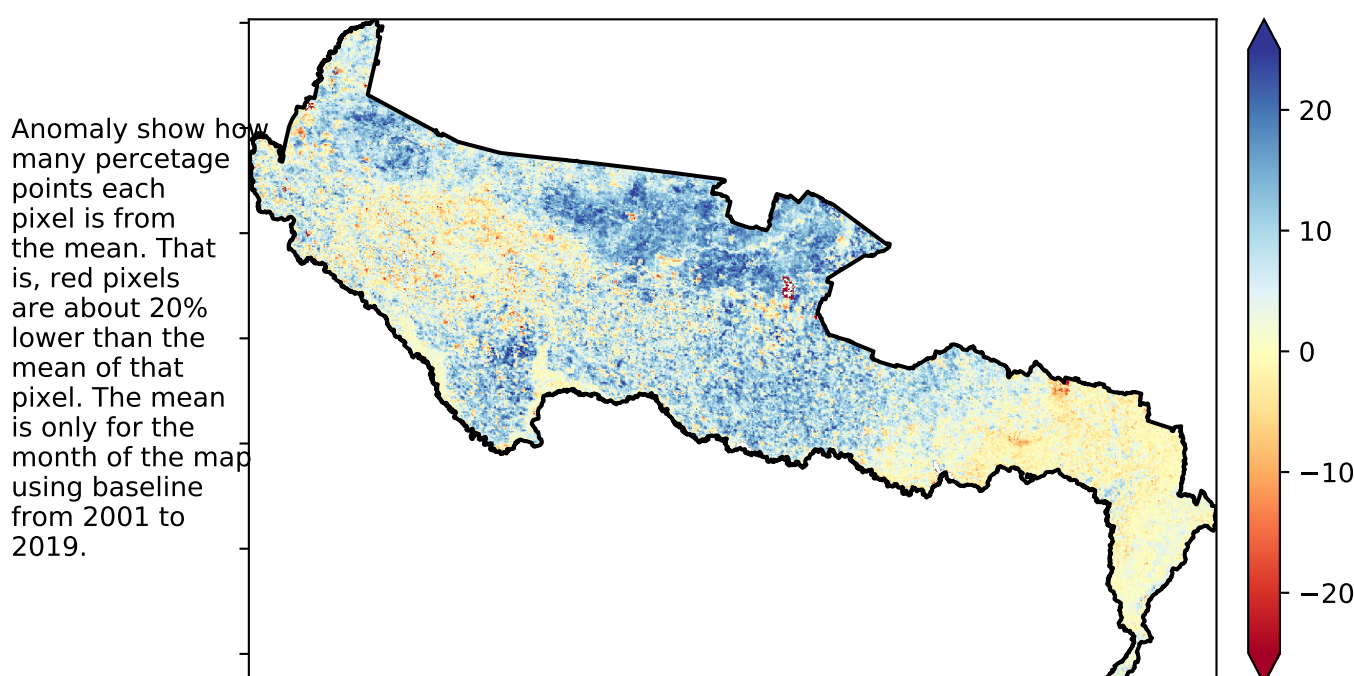 Anomaly show how
many percetage
points each
pixel is from
the mean. That
is, red pixels
are about 20%
lower than the
mean of that
pixel. The mean
is only for the
month of the map
using baseline
from 2001 to
2019.
20
10
0
−10
−20